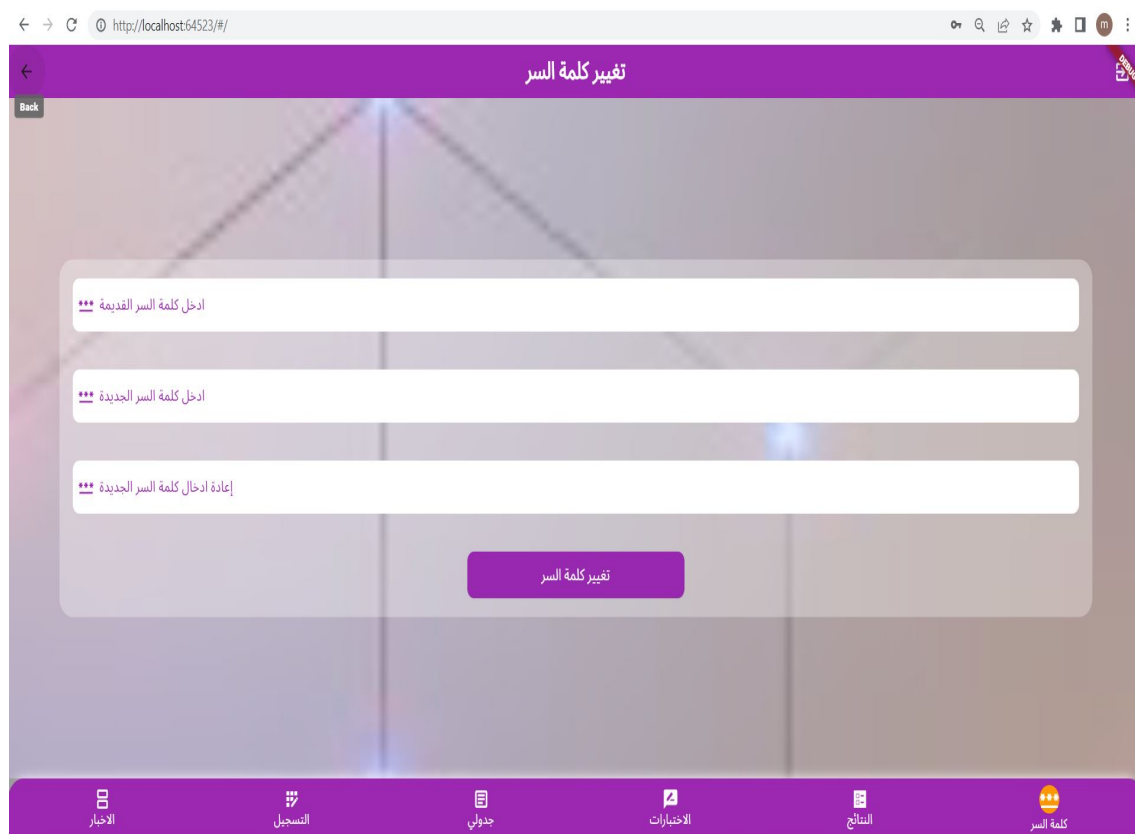 http://localhost:64523/#/
m
تغيير كلمة السر
DEBUG
Back
ادخل كلمة السر القديمة
ادخل كلمة السر الجديدة
إعادة ادخال كلمة السر الجديدة
تغيير كلمة السر
الاخبار
التسجيل
جدولي
الاختبارات
النتائج
كلمة السر